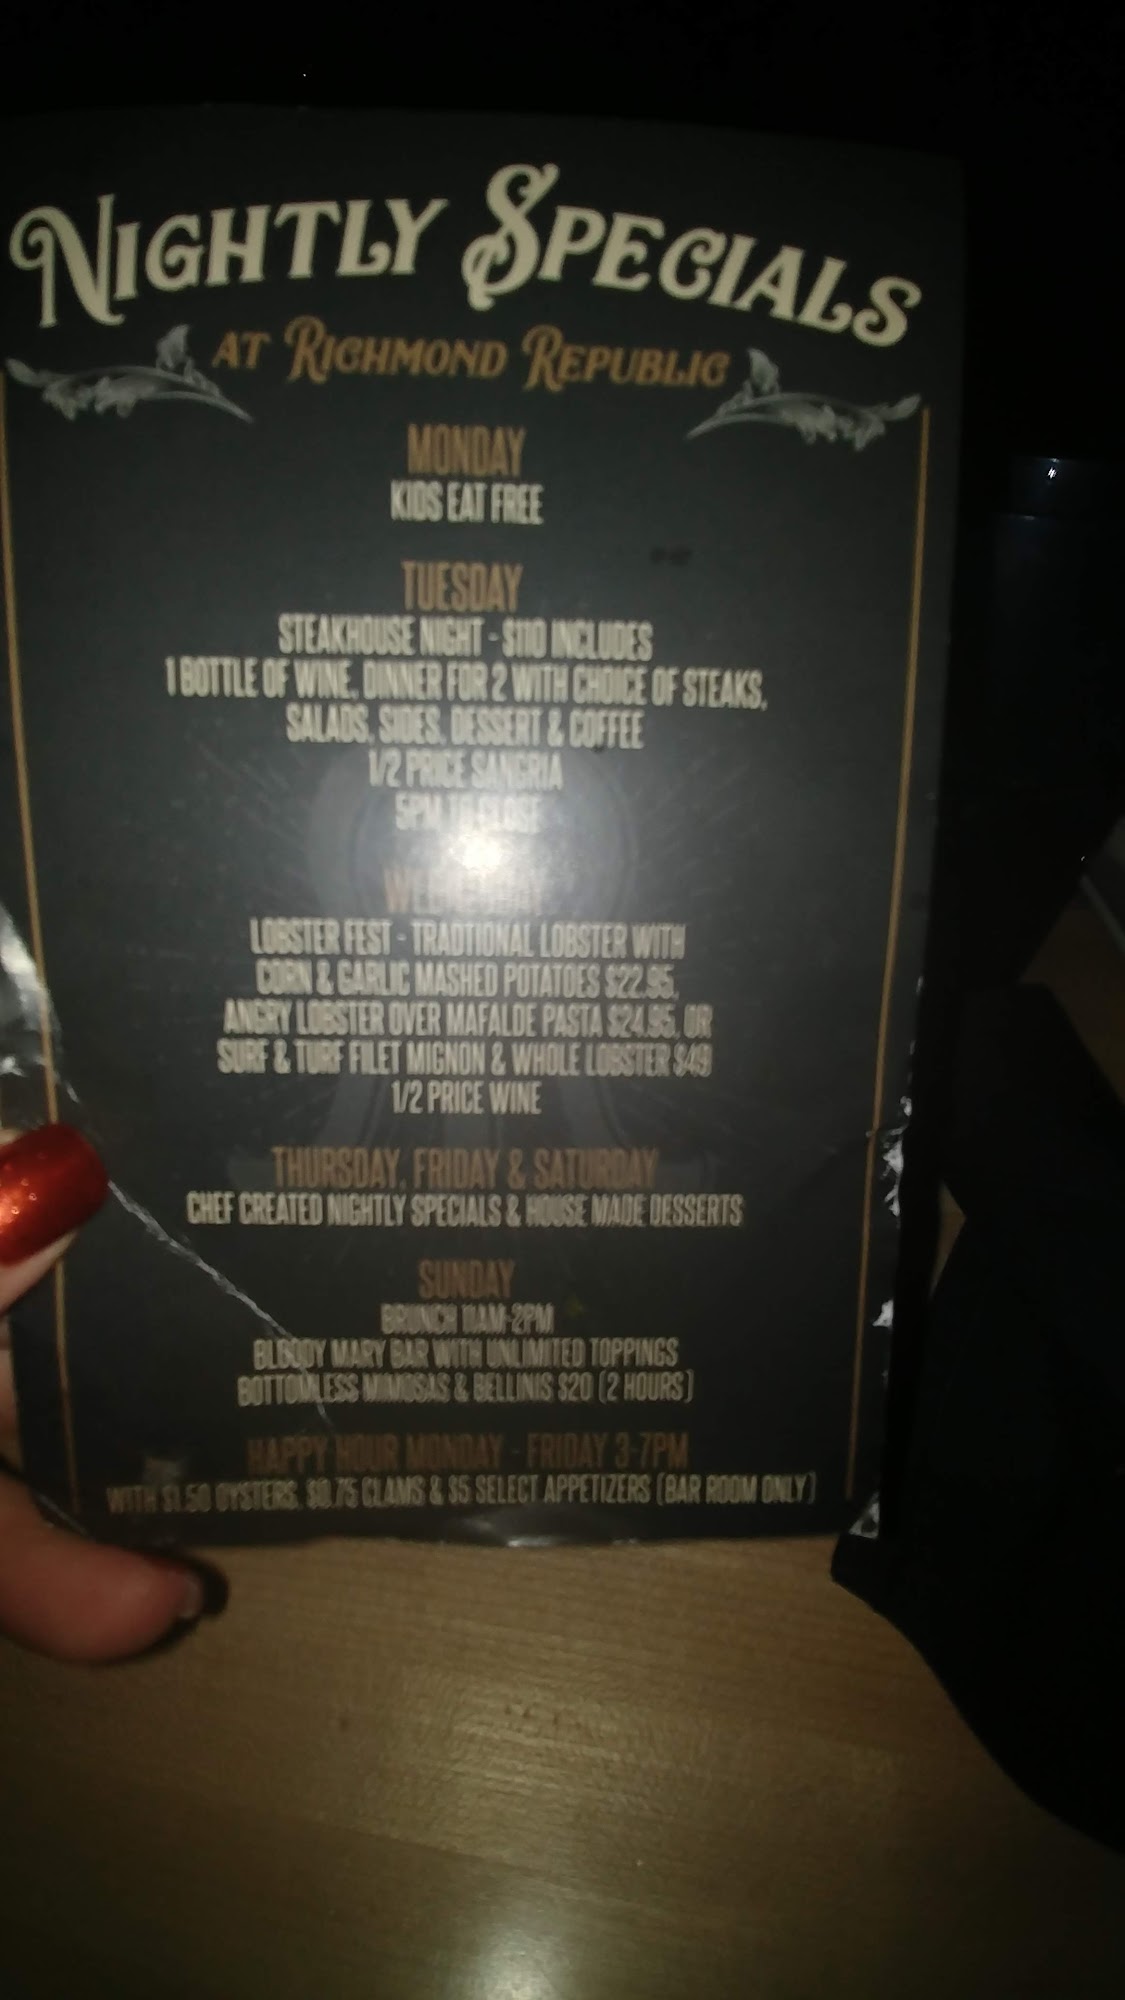 NIGHTLY SPECIALS
AT RICHMOND REPUBLIC
MONDAY
KIDS EAT FREE
TUESDAY
STEAKHOUSE NIGHT - $110 INCLUDES
1 BOTTLE OF WINE, DINNER FOR 2 WITH CHOICE OF STEAKS,
SALADS, SIDES, DESSERT & COFFEE
1/2 PRICE SANGRIA
5PM TO CLOSE
WEDNESDAY
LOBSTER FEST - TRADTIONAL LOBSTER WITH
CORN & GARLIC MASHED POTATOES $22.95,
ANGRY LOBSTER OVER MAFALDE PASTA $24.95, OR
SURF & TURF FILET MIGNON & WHOLE LOBSTER $49
1/2 PRICE WINE
THURSDAY, FRIDAY & SATURDAY
CHEF CREATED NIGHTLY SPECIALS & HOUSE MADE DESSERTS
SUNDAY
BRUNCH 11AM-2PM
BLOODY MARY BAR WITH UNLIMITED TOPPINGS
BOTTOMLESS MIMOSAS & BELLINIS $20 (2 HOURS)
HAPPY HOUR MONDAY - FRIDAY 3-7PM
WITH $1.50 OYSTERS, $0.75 CLAMS & $5 SELECT APPETIZERS (BAR ROOM ONLY)